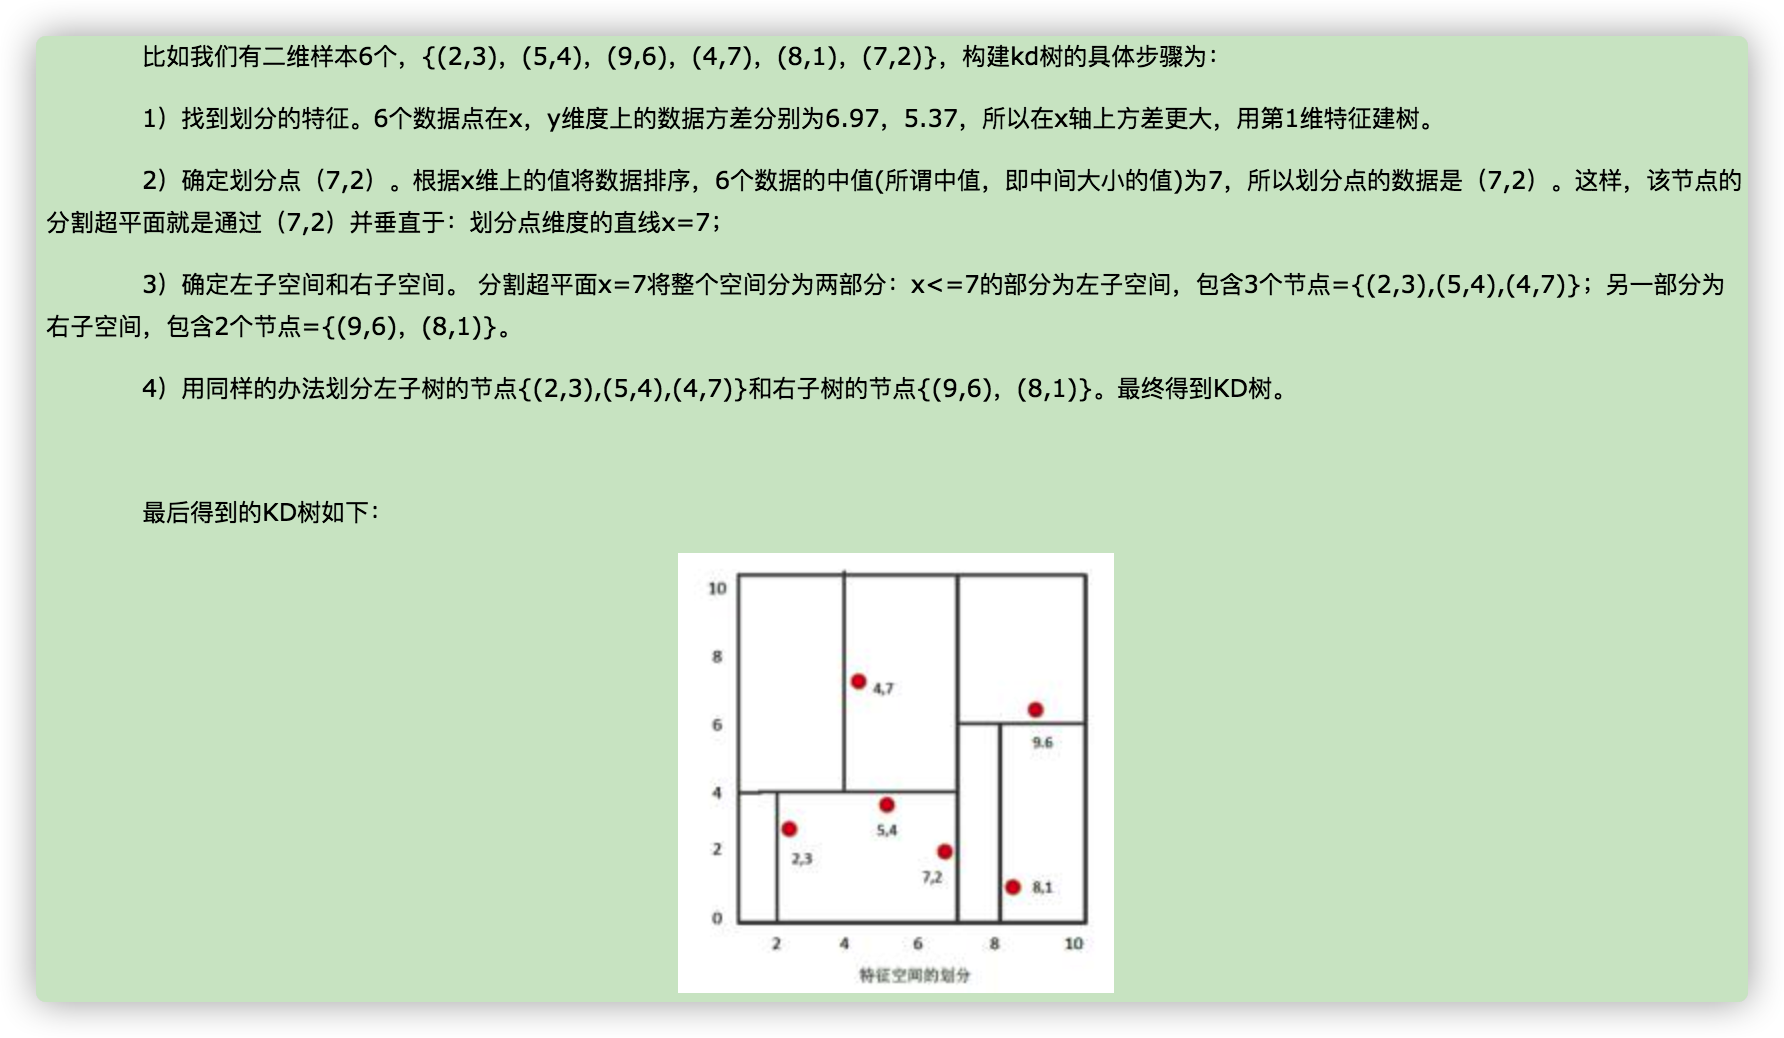 比如我们有二维样本6个，{(2,3)，(5,4)，(9,6)，(4,7)，(8,1)，(7,2)}，构建kd树的具体步骤为：
1）找到划分的特征。6个数据点在x，y维度上的数据方差分别为6.97，5.37，所以在x轴上方差更大，用第1维特征建树。
2）确定划分点（7,2）。根据x维上的值将数据排序，6个数据的中值(所谓中值，即中间大小的值)为7，所以划分点的数据是（7,2）。这样，该节点的
分割超平面就是通过（7,2）并垂直于：划分点维度的直线x=7；
3）确定左子空间和右子空间。 分割超平面x=7将整个空间分为两部分：x<=7的部分为左子空间，包含3个节点={(2,3),(5,4),(4,7)}；另一部分为
右子空间，包含2个节点={(9,6)，(8,1)}。
4）用同样的办法划分左子树的节点{(2,3),(5,4),(4,7)}和右子树的节点{(9,6)，(8,1)}。最终得到KD树。
最后得到的KD树如下：
10
8
4,7
6
9.6
4
5,4
2
2,3
7,2
8,1
0
2 4 6 8 10
特征空间的划分